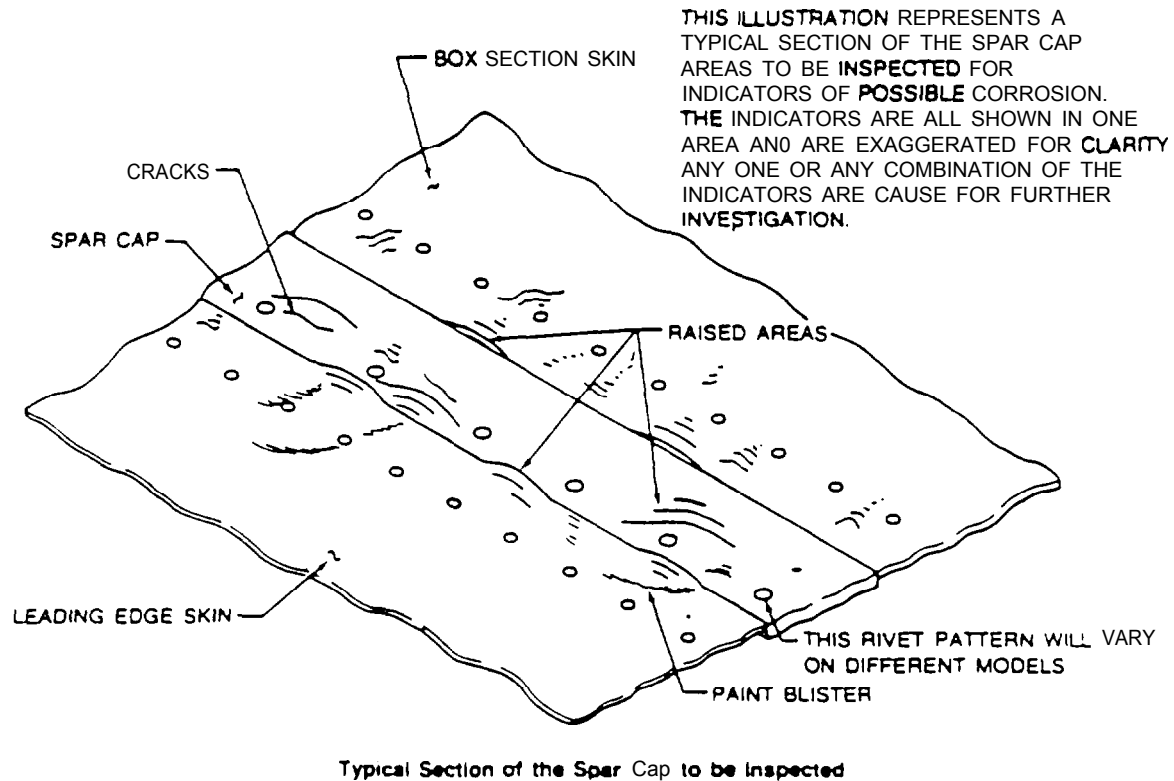 THIS ILLUSTRATION REPRESENTS A
TYPICAL SECTION OF THE SPAR CAP
AREAS TO BE INSPECTED FOR
INDICATORS OF POSSIBLE CORROSION.
THE INDICATORS ARE ALL SHOWN IN ONE
AREA AN0 ARE EXAGGERATED FOR CLARITY
ANY ONE OR ANY COMBINATION OF THE
INDICATORS ARE CAUSE FOR FURTHER
INVESTIGATION.
BOX SECTION SKIN
CRACKS
SPAR CAP
RAISED AREAS
LEADING EDGE SKIN
THIS RIVET PATTERN WILL VARY
ON DIFFERENT MODELS
PAINT BLISTER
Typical Section of the Spar Cap to be Inspected